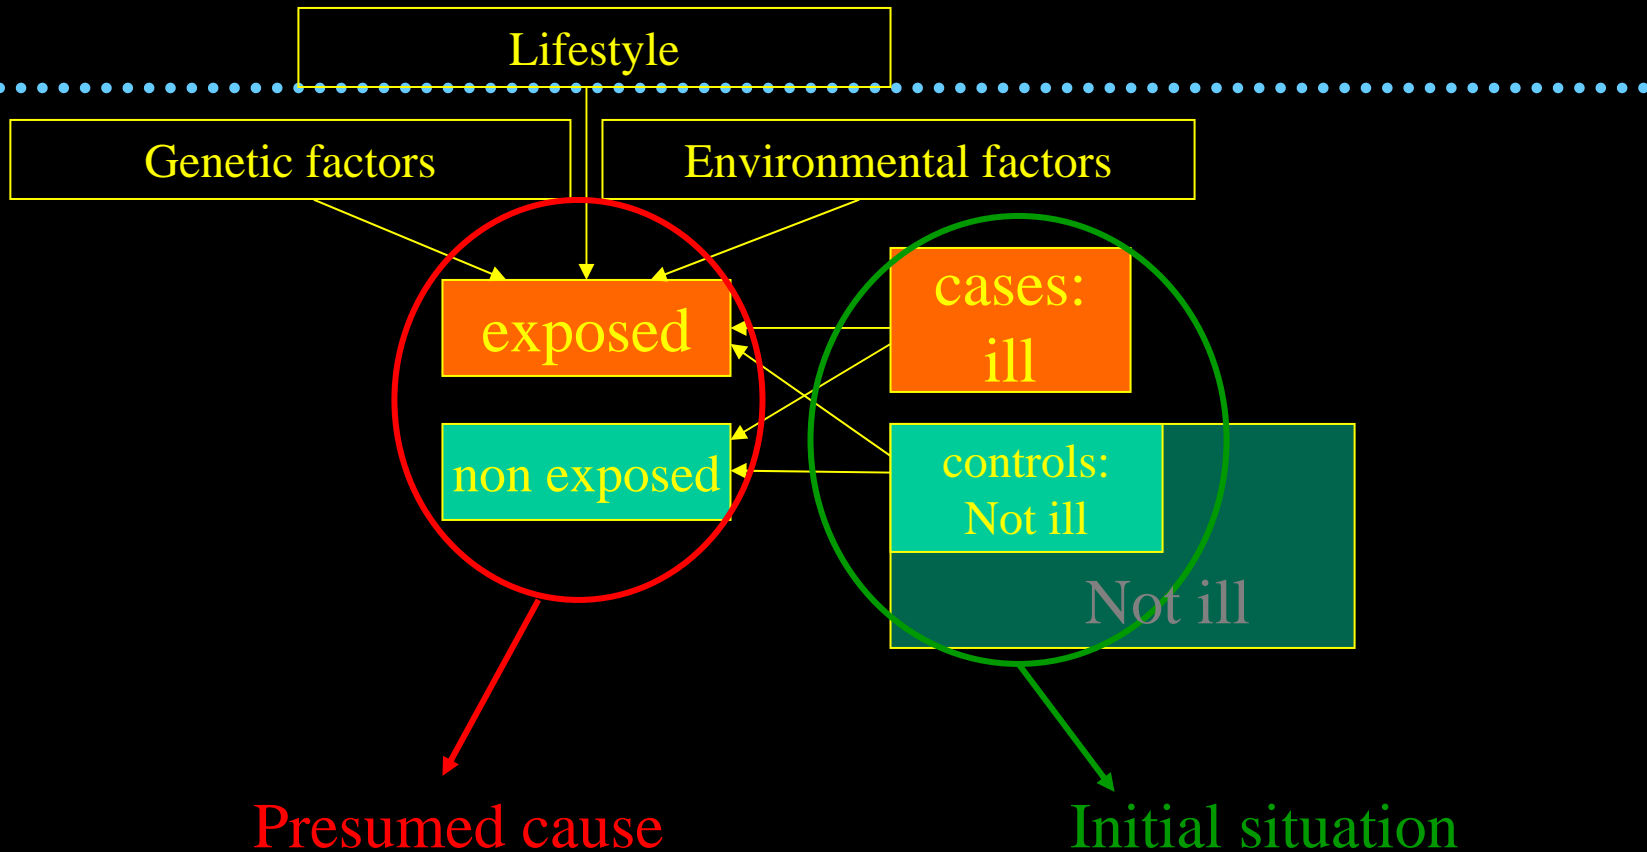 Lifestyle
Genetic factors
Environmental factors
cases:
ill
exposed
controls:
Not ill
non exposed
Not ill
Presumed cause
Initial situation